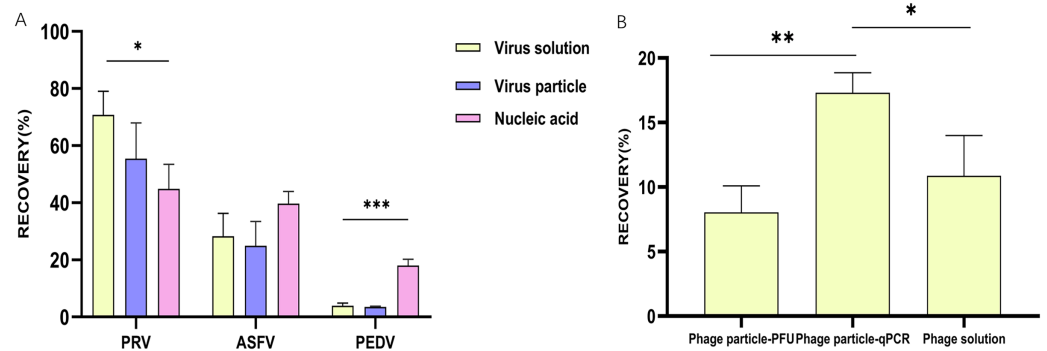 A
RECOVERY(%)
100
80
60
40
20
0
*
***
PRV
ASFV
PEDV
Virus solution
Virus particle
Nucleic acid
B
RECOVERY(%)
20
15
10
5
0
**
*
Phage particle-PFU
Phage particle-qPCR
Phage solution